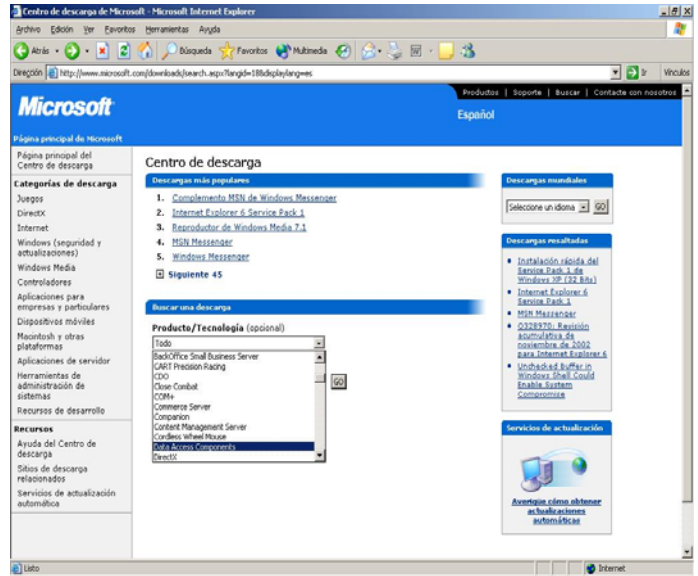 Centro de descarga de Microsoft - Microsoft Internet Explorer
Archivo Edición Ver Favoritos Herramientas Ayuda
Atrás Búsqueda Favoritos Multimedia
Dirección http://www.microsoft.com/downloads/search.aspx?langid=18&displaylang=es Ir Vínculos
Productos | Soporte | Buscar | Contacte con nosotros
Microsoft
Español
Página principal de Microsoft
Página principal del
Centro de descarga
Categorías de descarga
Juegos
DirectX
Internet
Windows (seguridad y
actualizaciones)
Windows Media
Controladores
Aplicaciones para
empresas y particulares
Dispositivos móviles
Macintosh y otras
plataformas
Aplicaciones de servidor
Herramientas de
administración de
sistemas
Recursos de desarrollo
Recursos
Ayuda del Centro de
descarga
Sitios de descarga
relacionados
Servicios de actualización
automática
Centro de descarga
Descargas más populares
1. Complemento MSN de Windows Messenger
2. Internet Explorer 6 Service Pack 1
3. Reproductor de Windows Media 7.1
4. MSN Messenger
5. Windows Messenger
Siguiente 45
Buscar una descarga
Producto/Tecnología (opcional)
Todo
BackOffice Small Business Server
CART Precision Racing
CDO
Close Combat
COM+
Commerce Server
Companion
Content Management Server
Cordless Wheel Mouse
Data Access Components
DirectX
GO
Descargas mundiales
Seleccione un idioma GO
Descargas resaltadas
Instalación rápida del
Service Pack 1 de
Windows XP (32 Bits)
Internet Explorer 6
Service Pack 1
MSN Messenger
Q328970: Revisión
acumulativa de
noviembre de 2002
para Internet Explorer 6
Unchecked Buffer in
Windows Shell Could
Enable System
Compromise
Servicios de actualización
Averigüe cómo obtener
actualizaciones
automáticas
Listo
Internet